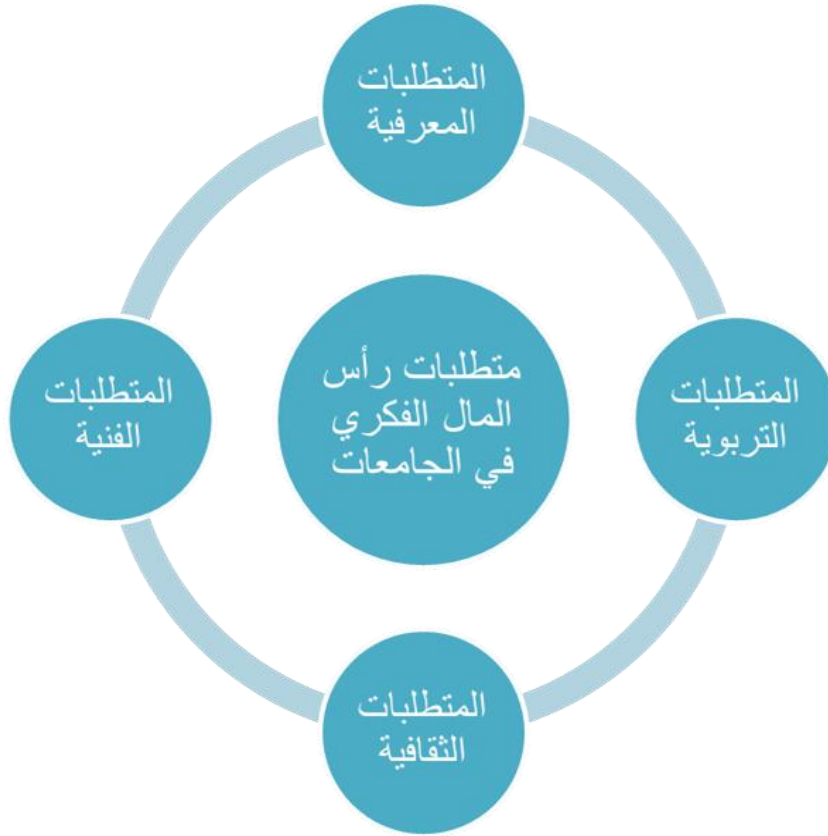 المتطلبات
المعرفية
متطلبات رأس
المال الفكري
في الجامعات
المتطلبات
التربوية
المتطلبات
الثقافية
المتطلبات
الفنية